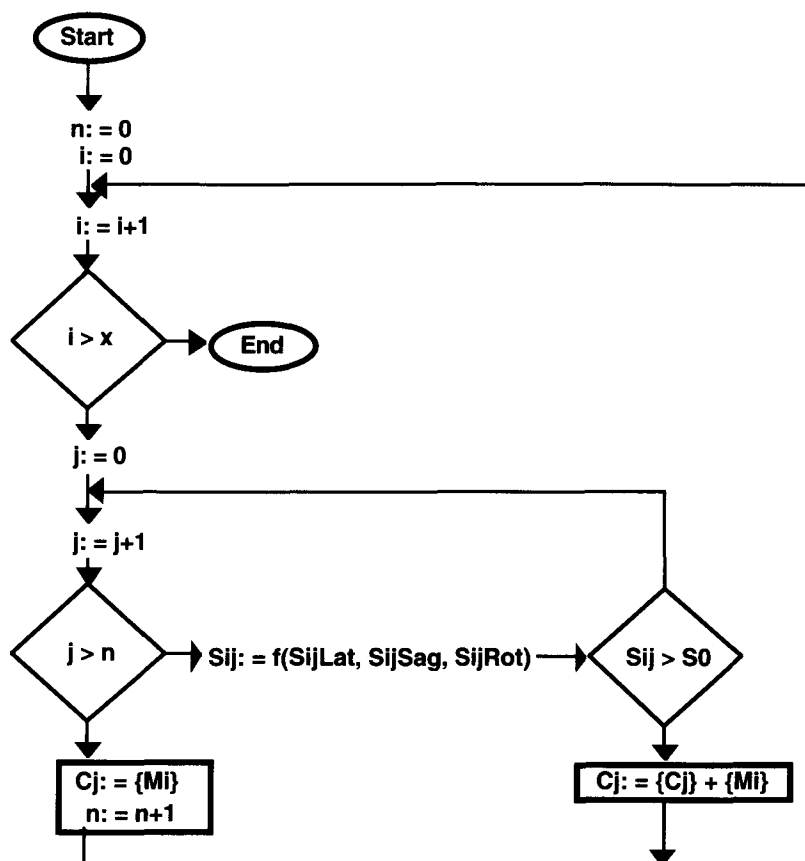 Start
n: = 0
i: = 0
i: = i+1
i > x
End
j: = 0
j: = j+1
j > n
Sij: = f(SijLat, SijSag, SijRot)
Sij > S0
Cj: = {Mi}
n: = n+1
Cj: = {Cj} + {Mi}